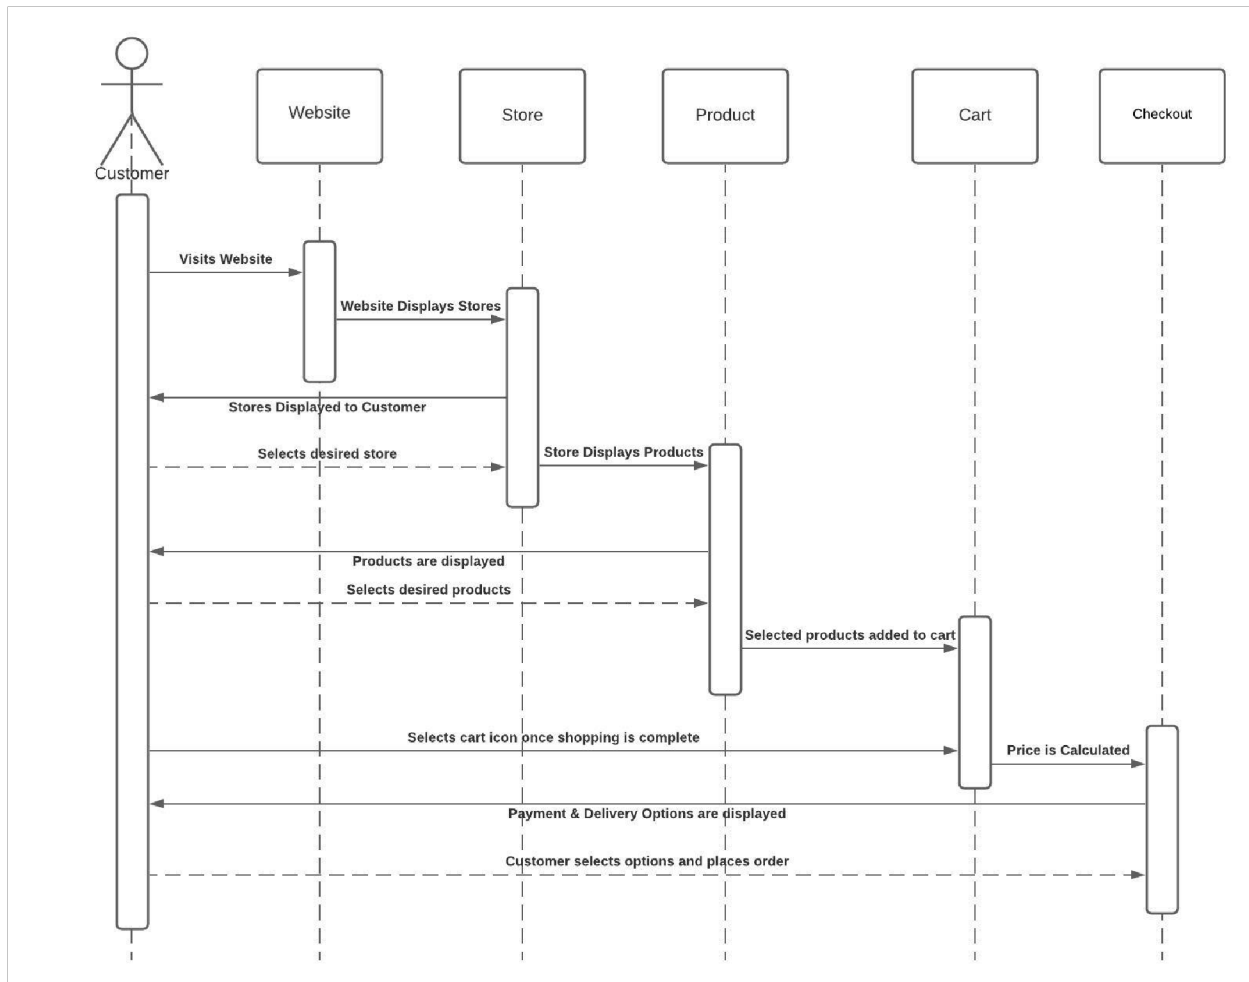 Customer
Website
Store
Product
Cart
Checkout
Visits Website
Website Displays Stores
Stores Displayed to Customer
Selects desired store
Store Displays Products
Products are displayed
Selects desired products
Selected products added to cart
Selects cart icon once shopping is complete
Price is Calculated
Payment & Delivery Options are displayed
Customer selects options and places order